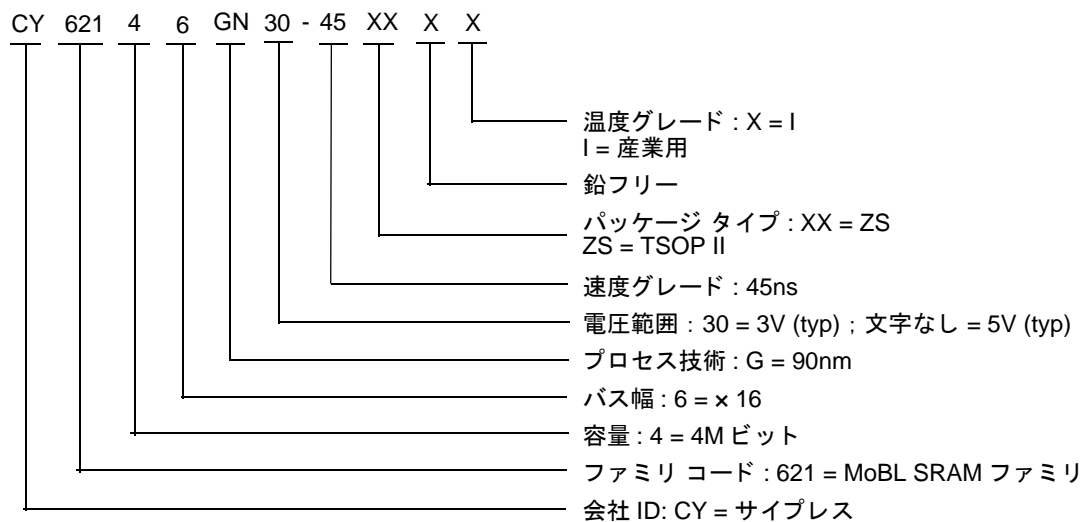 CY 621 4 6 GN 30 - 45 XX X X
温度グレード : X = I
I = 産業用
鉛フリー
パッケージ タイプ : XX = ZS
ZS = TSOP II
速度グレード : 45ns
電圧範囲 : 30 = 3V (typ) ; 文字なし = 5V (typ)
プロセス技術 : G = 90nm
バス幅 : 6 = × 16
容量 : 4 = 4M ビット
ファミリ コード : 621 = MoBL SRAM ファミリ
会社 ID: CY = サイプレス